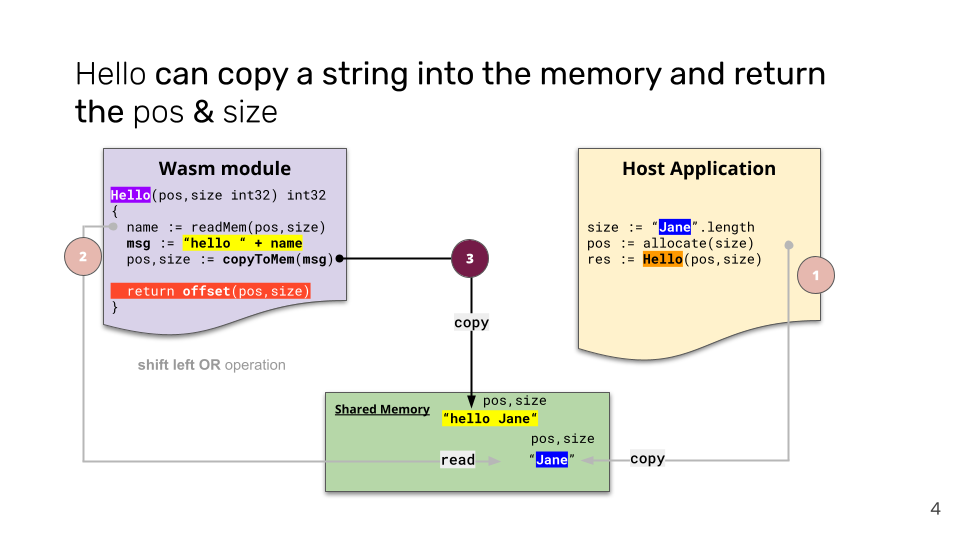 Hello can copy a string into the memory and return
the pos & size
Wasm module
Hello(pos,size int32) int32
{
name := readMem(pos,size)
msg := “hello “ + name
pos,size := copyToMem(msg)
return offset(pos,size)
}
2
shift left OR operation
3
copy
Host Application
size := “Jane”.length
pos := allocate(size)
res := Hello(pos,size)
1
Shared Memory
pos,size
“hello Jane“
pos,size
read
“Jane”
copy
4